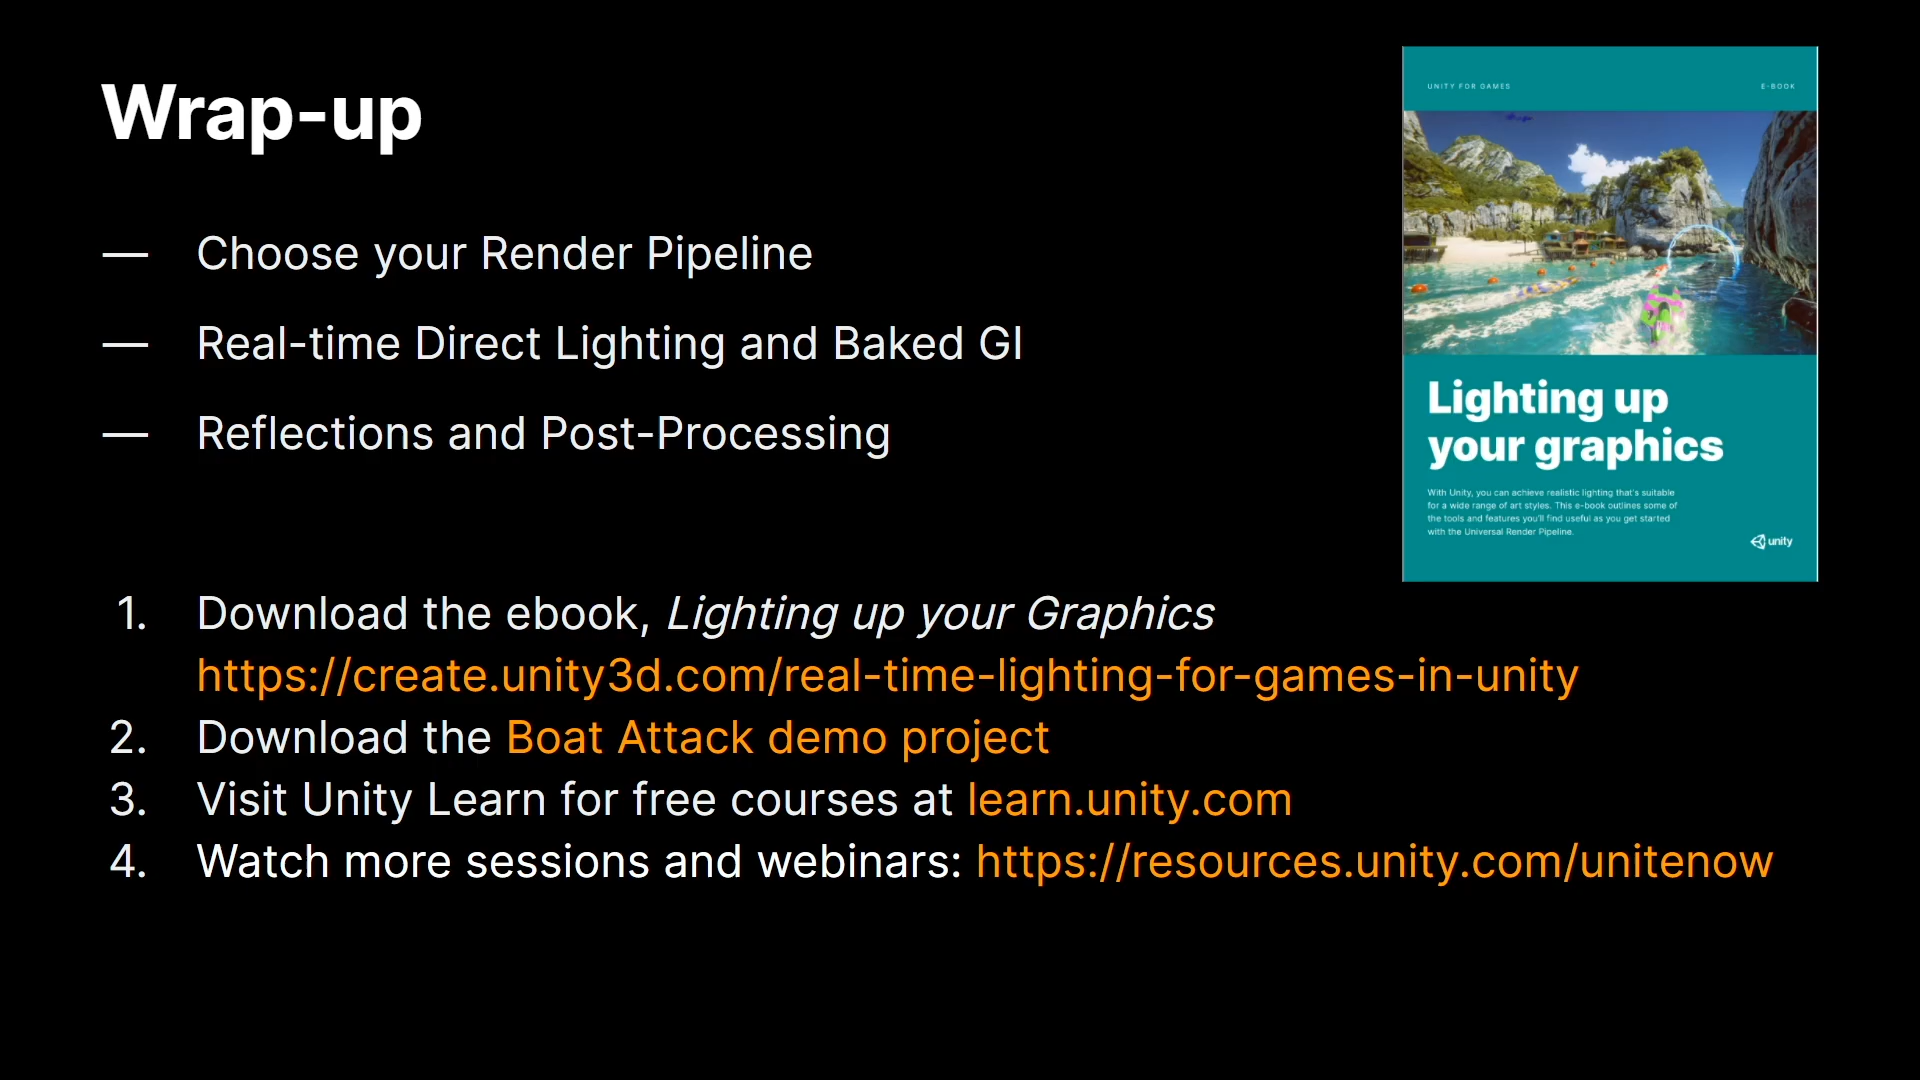 Wrap-up
— Choose your Render Pipeline
— Real-time Direct Lighting and Baked GI
— Reflections and Post-Processing
1. Download the ebook, Lighting up your Graphics
https://create.unity3d.com/real-time-lighting-for-games-in-unity
2. Download the Boat Attack demo project
3. Visit Unity Learn for free courses at learn.unity.com
4. Watch more sessions and webinars: https://resources.unity.com/unitenow
UNITY FOR GAMES
E-BOOK
Lighting up
your graphics
With Unity, you can achieve realistic lighting that's suitable
for a wide range of art styles. This e-book outlines some of
the tools and features you'll find useful as you get started
with the Universal Render Pipeline.
unity